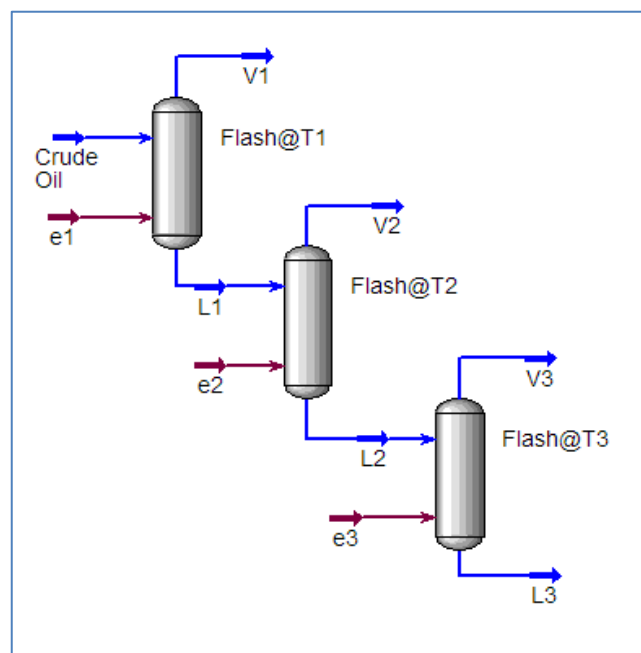 V1
Flash@T1
Crude
Oil
e1
V2
Flash@T2
L1
e2
V3
Flash@T3
L2
e3
L3